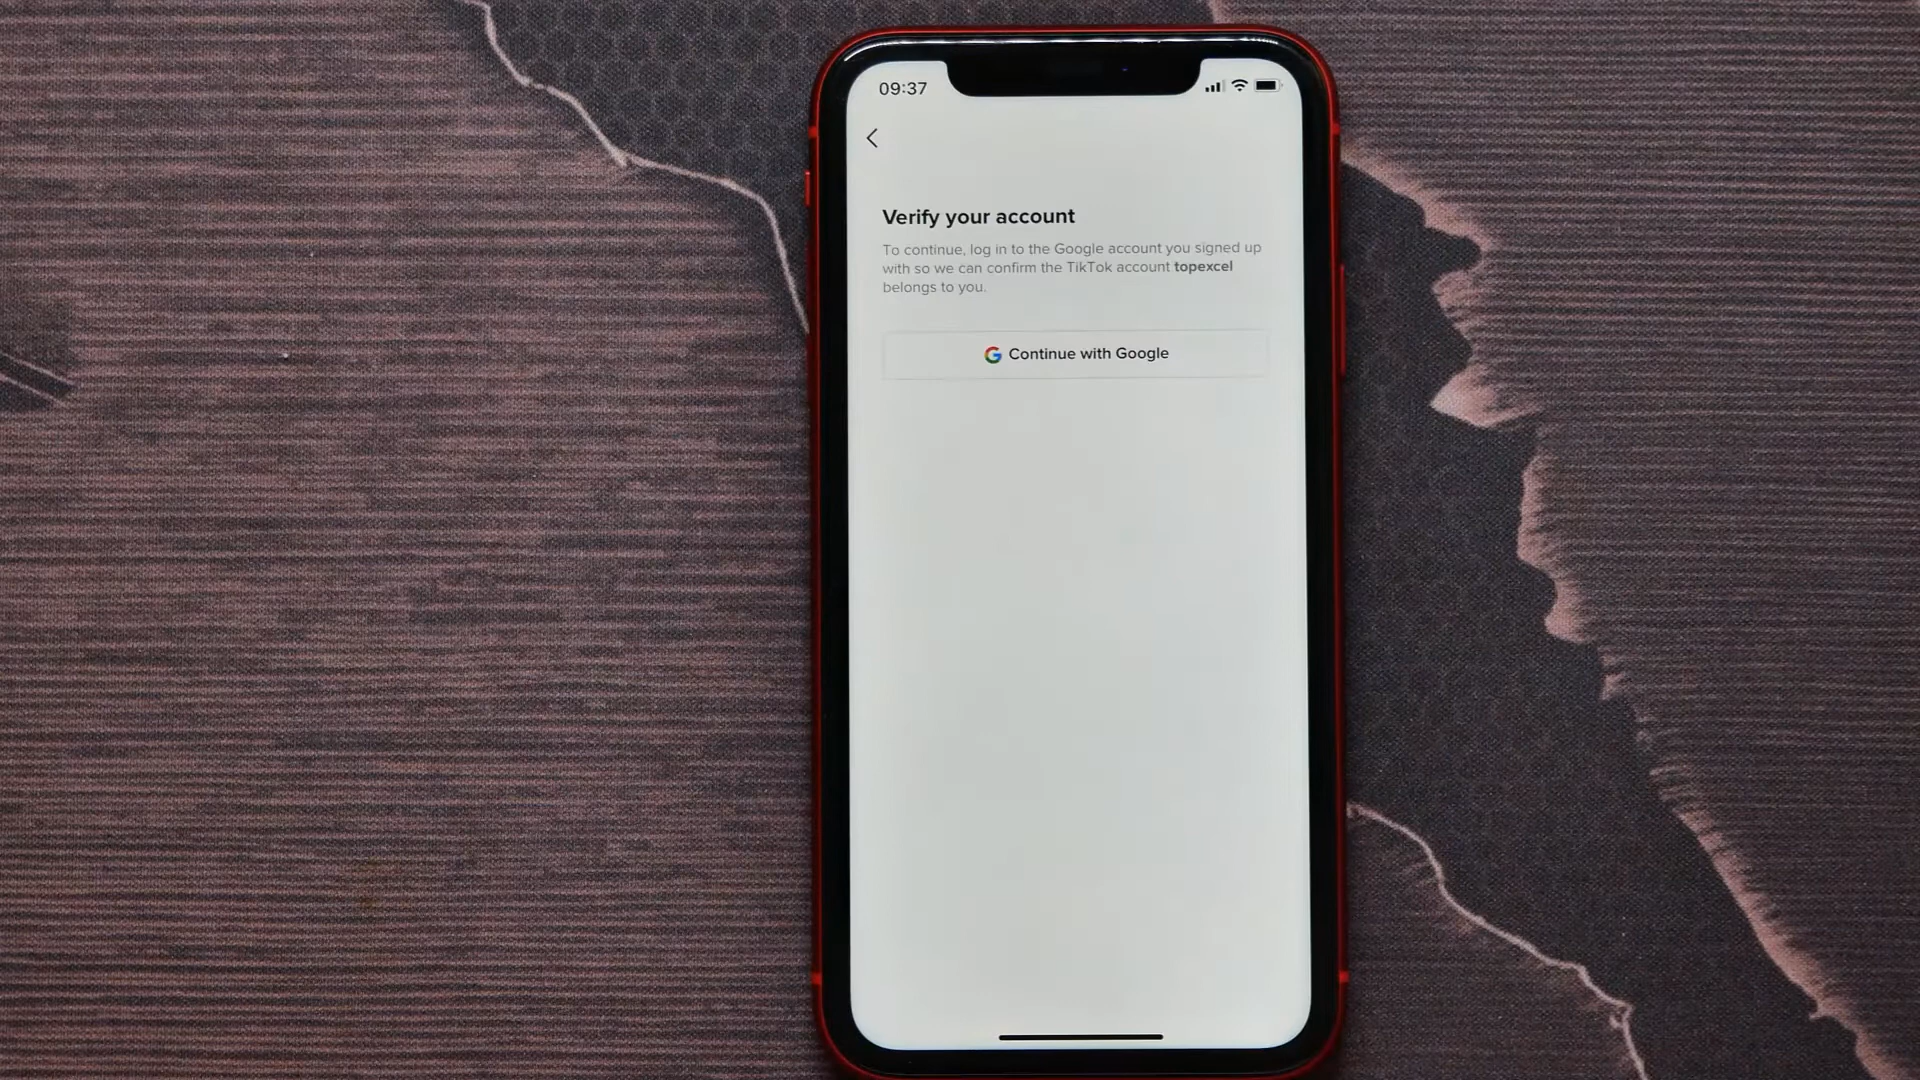 09:37
Verify your account
To continue, log in to the Google account you signed up
with so we can confirm the TikTok account topexcel
belongs to you.
Continue with Google